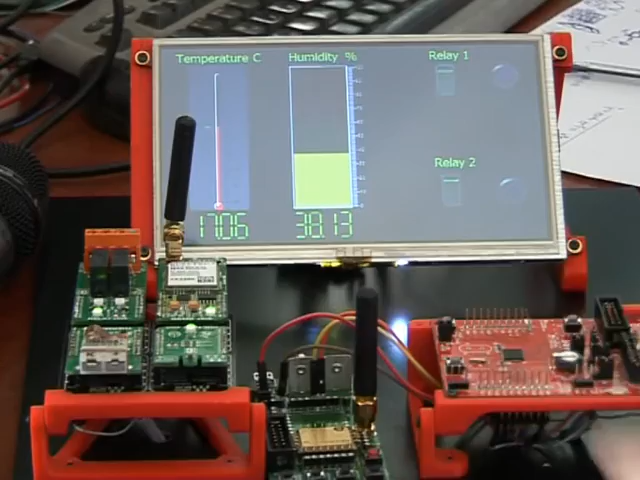 Temperature C
Humidity %
Relay 1
Relay 2
17.06
38.13